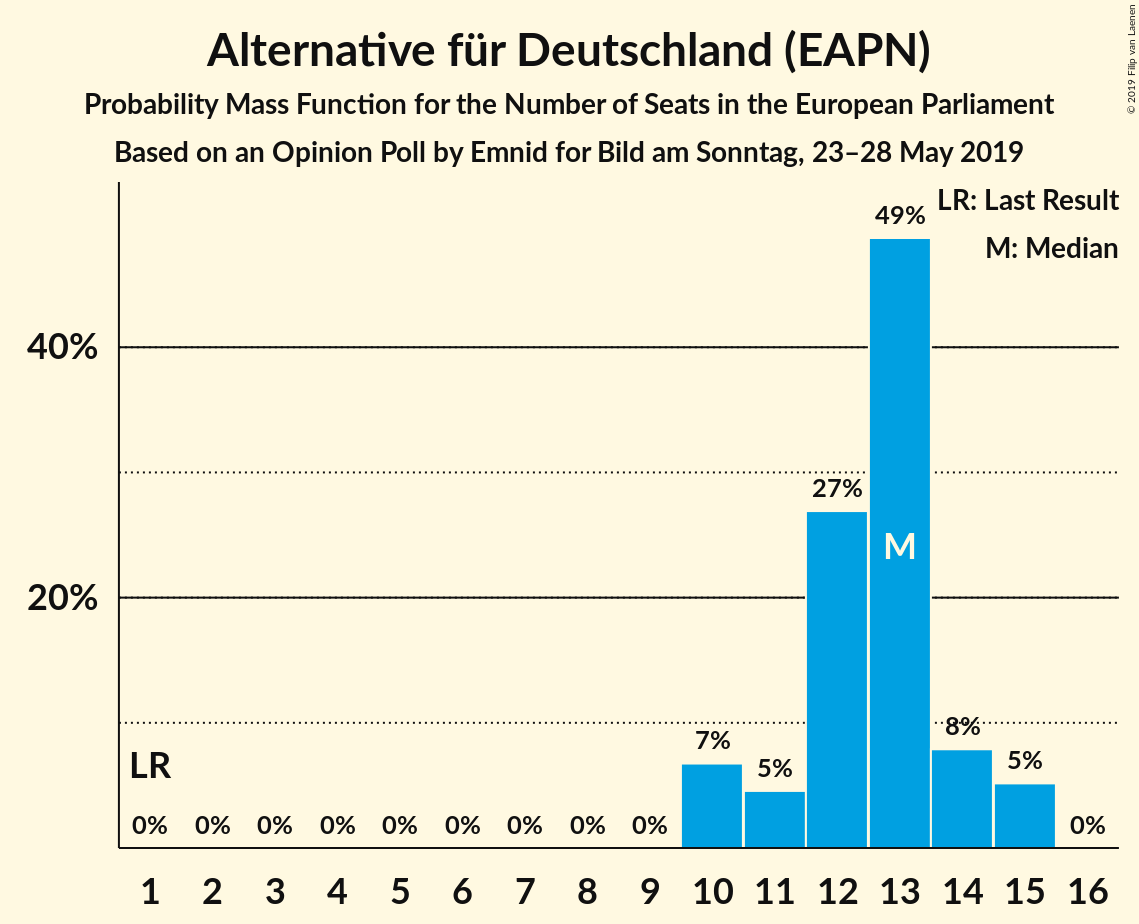 Alternative für Deutschland (EAPN)
Probability Mass Function for the Number of Seats in the European Parliament
Based on an Opinion Poll by Emnid for Bild am Sonntag, 23–28 May 2019
© 2019 Filip van Laenen
LR: Last Result
M: Median
49%
40%
27%
M
20%
8%
7%
5%
5%
LR
0% 0% 0% 0% 0% 0% 0% 0% 0% 0%
1 2 3 4 5 6 7 8 9 10 11 12 13 14 15 16